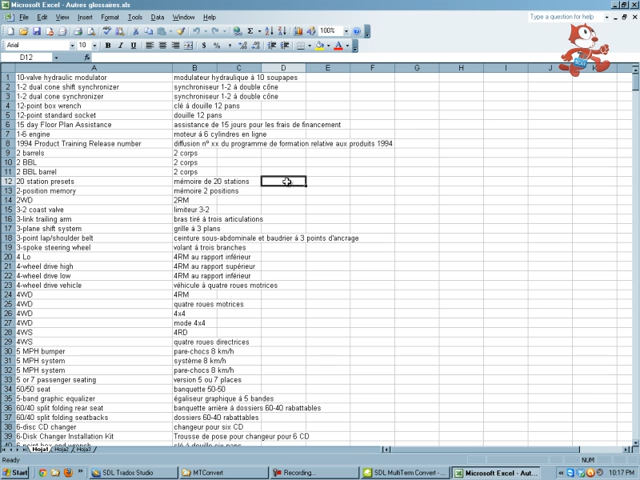 Microsoft Excel - Autres glossaires.xls
File Edit View Insert Format Tools Data Window Help
Type a question for help
100%
Arial 10
D12
A B C D E F G H I J
1 10-valve hydraulic modulator modulateur hydraulique à 10 soupapes
2 1-2 dual cone shift synchronizer synchroniseur 1-2 à double cône
3 1-2 dual cone synchronizer synchroniseur 1-2 à double cône
4 12-point box wrench clé à douille 12 pans
5 12-point standard socket douille 12 pans
6 15 day Floor Plan Assistance assistance de 15 jours pour les frais de financement
7 1-6 engine moteur à 6 cylindres en ligne
8 1994 Product Training Release number diffusion nº xx du programme de formation relative aux produits 1994
9 2 barrels 2 corps
10 2 BBL 2 corps
11 2 BBL barrel 2 corps
12 20 station presets mémoire de 20 stations
13 2-position memory mémoire 2 positions
14 2WD 2RM
15 3-2 coast valve limiteur 3-2
16 3-link trailing arm bras tiré à trois articulations
17 3-plane shift system grille à 3 plans
18 3-point lap/shoulder belt ceinture sous-abdominale et baudrier à 3 points d'ancrage
19 3-spoke steering wheel volant à trois branches
20 4 Lo 4RM au rapport inférieur
21 4-wheel drive high 4RM au rapport supérieur
22 4-wheel drive low 4RM au rapport inférieur
23 4-wheel drive vehicle véhicule à quatre roues motrices
24 4WD 4RM
25 4WD quatre roues motrices
26 4WD 4x4
27 4WD mode 4x4
28 4WS 4RD
29 4WS quatre roues directrices
30 5 MPH bumper pare-chocs 8 km/h
31 5 MPH system système 8 km/h
32 5 MPH system pare-chocs 8 km/h
33 5 or 7 passenger seating version 5 ou 7 places
34 50/50 seat banquette 50-50
35 5-band graphic equalizer égaliseur graphique à 5 bandes
36 60/40 split folding rear seat banquette arrière à dossiers 60-40 rabattables
37 60/40 split folding seatbacks dossiers 60-40 rabattables
38 6-disc CD changer changeur pour six CD
39 6-Disk Changer Installation Kit Trousse de pose pour changeur pour 6 CD
Hoja1 Hoja2 Hoja3
Ready NUM
Start SDL Trados Studio MTConvert Recording... SDL MultiTerm Convert - ... Microsoft Excel - Aut... 10:17 PM